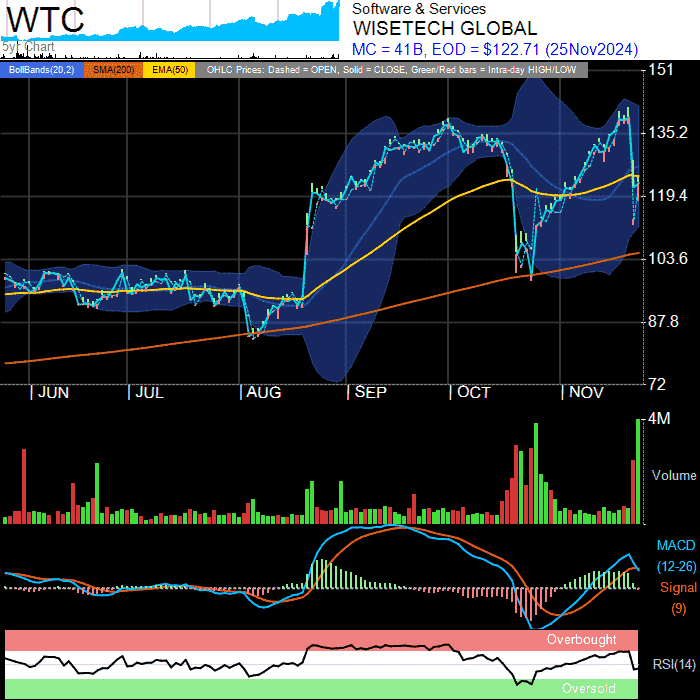 WTC
5yr Chart
Software & Services
WISETECH GLOBAL
MC = 41B, EOD = $122.71 (25Nov2024)
BollBands(20,2) SMA(200) EMA(50) OHLC Prices: Dashed = OPEN, Solid = CLOSE, Green/Red bars = Intra-day HIGH/LOW
151
135.2
119.4
103.6
87.8
72
JUN JUL AUG SEP OCT NOV
4M
Volume
MACD
(12-26)
Signal
(9)
Overbought
RSI(14)
Oversold